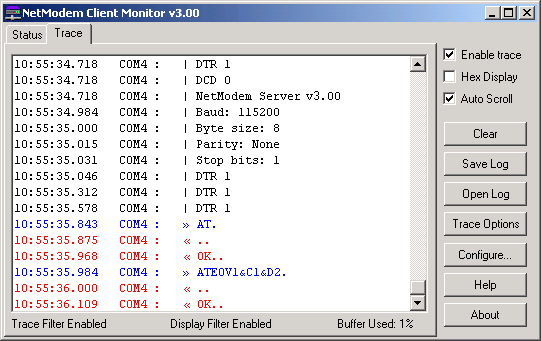 NetModem Client Monitor v3.00
Status Trace
10:55:34.718 COM4 : | DTR 1
10:55:34.718 COM4 : | DCD 0
10:55:34.718 COM4 : | NetModem Server v3.00
10:55:34.984 COM4 : | Baud: 115200
10:55:35.000 COM4 : | Byte size: 8
10:55:35.015 COM4 : | Parity: None
10:55:35.031 COM4 : | Stop bits: 1
10:55:35.046 COM4 : | DTR 1
10:55:35.312 COM4 : | DTR 1
10:55:35.578 COM4 : | DTR 1
10:55:35.843 COM4 : » AT.
10:55:35.875 COM4 : « ..
10:55:35.968 COM4 : « OK..
10:55:35.984 COM4 : » ATE0V1&C1&D2.
10:55:36.000 COM4 : « ..
10:55:36.109 COM4 : « OK..
Trace Filter Enabled Display Filter Enabled Buffer Used: 1%
Enable trace
Hex Display
Auto Scroll
Clear
Save Log
Open Log
Trace Options
Configure...
Help
About